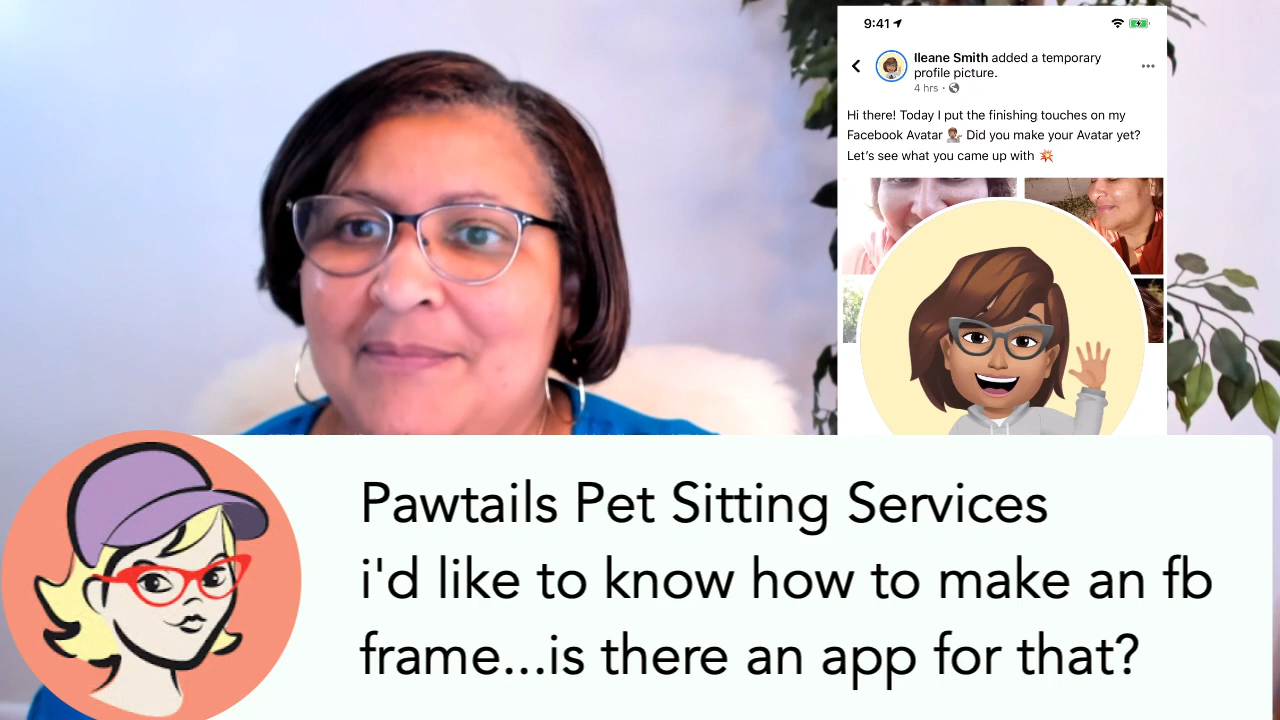 9:41
Ileane Smith added a temporary
profile picture.
4 hrs ·
Hi there! Today I put the finishing touches on my
Facebook Avatar 💁🏽 Did you make your Avatar yet?
Let's see what you came up with 💥
Pawtails Pet Sitting Services
i'd like to know how to make an fb
frame...is there an app for that?